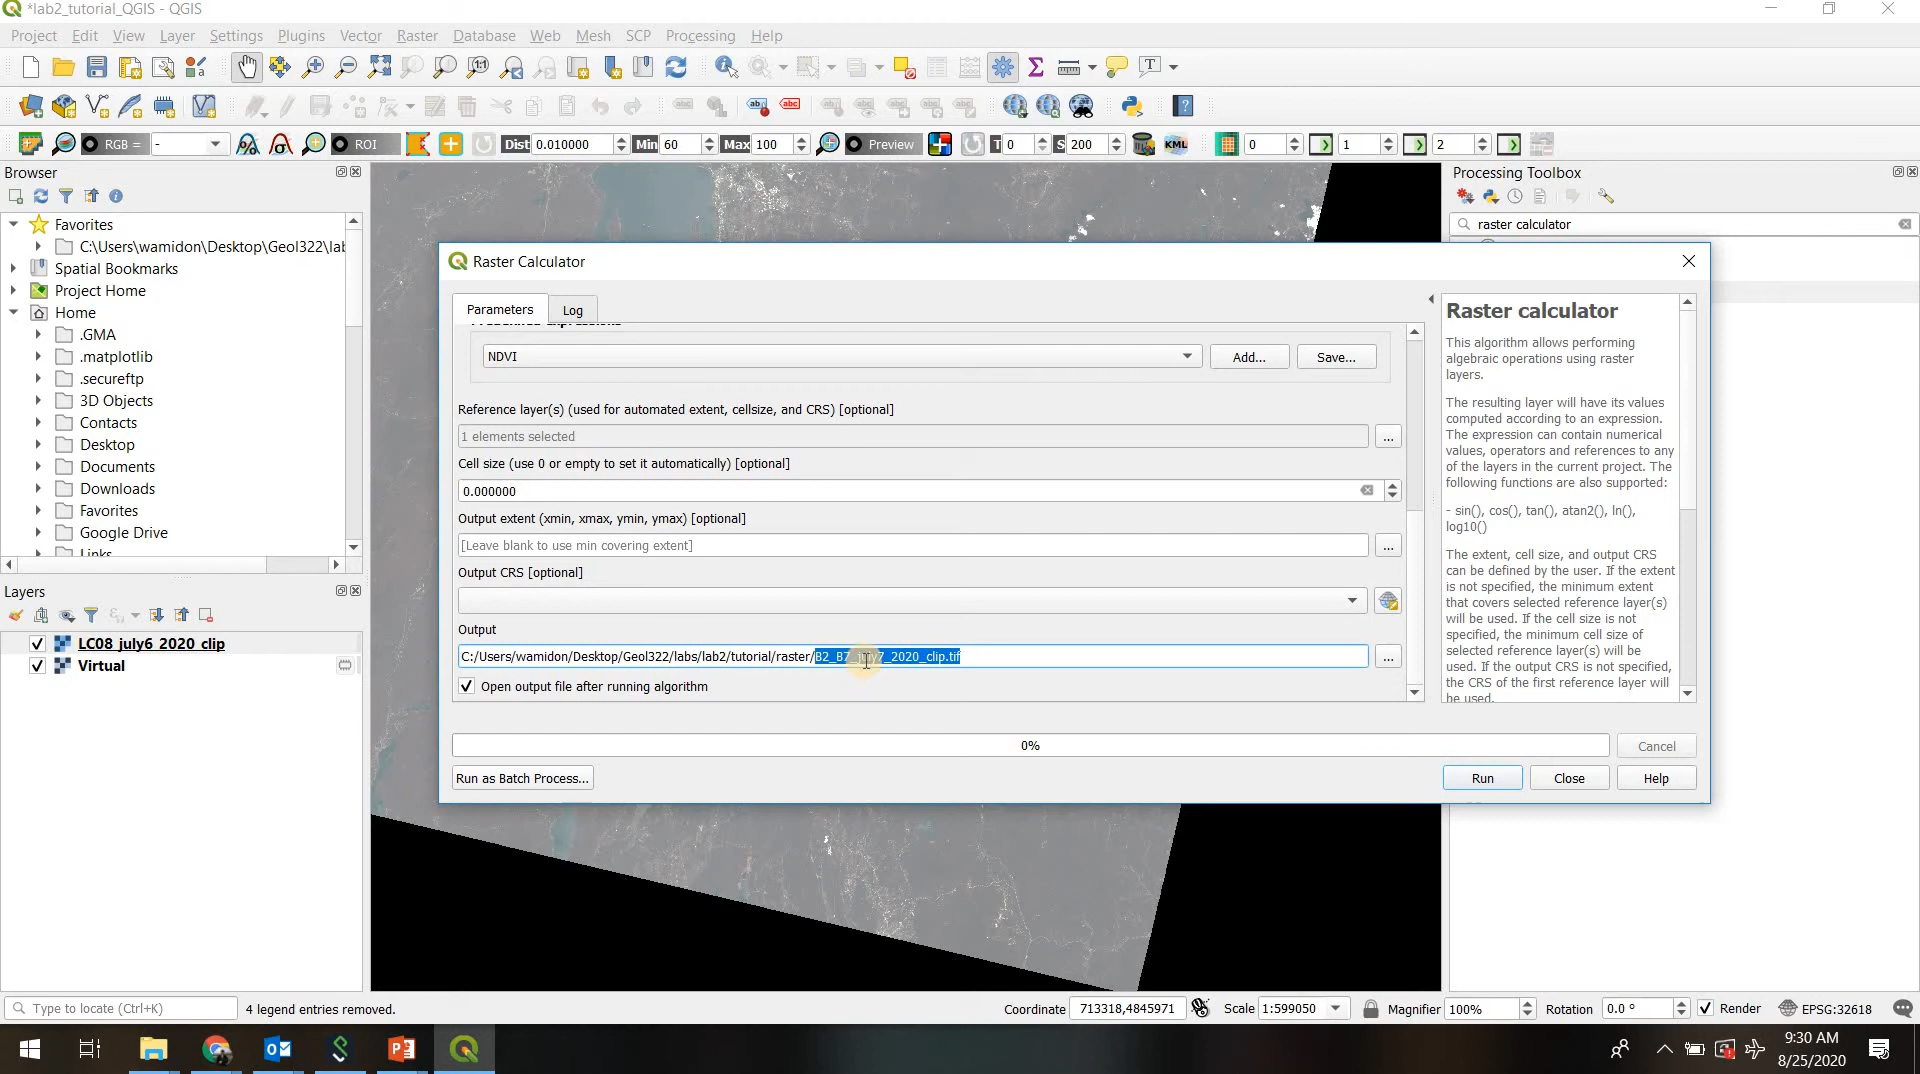 *lab2_tutorial_QGIS - QGIS
Project Edit View Layer Settings Plugins Vector Raster Database Web Mesh SCP Processing Help
RGB = - ROI Dist 0.010000 Min 60 Max 100 Preview T 0 S 200 KML 0 1 2
Browser
Favorites
C:\Users\wamidon\Desktop\Geol322\lab
Spatial Bookmarks
Project Home
Home
.GMA
.matplotlib
.secureftp
3D Objects
Contacts
Desktop
Documents
Downloads
Favorites
Google Drive
Links
Layers
LC08_july6_2020_clip
Virtual
Raster Calculator
Parameters Log
Predefined expressions
NDVI Add... Save...
Reference layer(s) (used for automated extent, cellsize, and CRS) [optional]
1 elements selected ...
Cell size (use 0 or empty to set it automatically) [optional]
0.000000
Output extent (xmin, xmax, ymin, ymax) [optional]
[Leave blank to use min covering extent] ...
Output CRS [optional]
Output
C:/Users/wamidon/Desktop/Geol322/labs/lab2/tutorial/raster/B2_B7_july7_2020_clip.tif ...
Open output file after running algorithm
0% Cancel
Run as Batch Process... Run Close Help
Raster calculator
This algorithm allows performing
algebraic operations using raster
layers.
The resulting layer will have its values
computed according to an expression.
The expression can contain numerical
values, operators and references to any
of the layers in the current project. The
following functions are also supported:
- sin(), cos(), tan(), atan2(), ln(),
log10()
The extent, cell size, and output CRS
can be defined by the user. If the extent
is not specified, the minimum extent
that covers selected reference layer(s)
will be used. If the cell size is not
specified, the minimum cell size of
selected reference layer(s) will be
used. If the output CRS is not specified,
the CRS of the first reference layer will
be used.
Processing Toolbox
raster calculator
Type to locate (Ctrl+K) 4 legend entries removed. Coordinate 713318,4845971 Scale 1:599050 Magnifier 100% Rotation 0.0 ° Render EPSG:32618
9:30 AM
8/25/2020